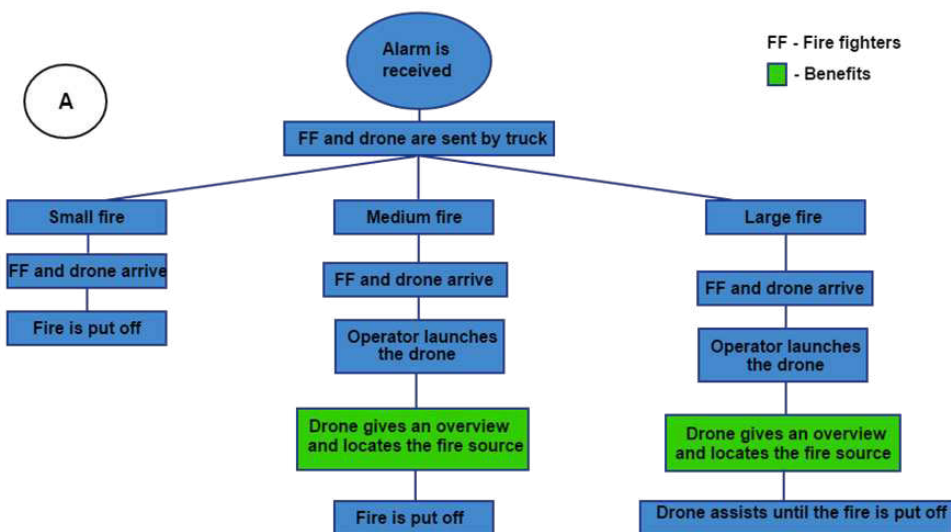 Alarm is
received
FF - Fire fighters
- Benefits
A
FF and drone are sent by truck
Small fire
Medium fire
Large fire
FF and drone arrive
FF and drone arrive
FF and drone arrive
Fire is put off
Operator launches
the drone
Operator launches
the drone
Drone gives an overview
and locates the fire source
Drone gives an overview
and locates the fire source
Fire is put off
Drone assists until the fire is put off